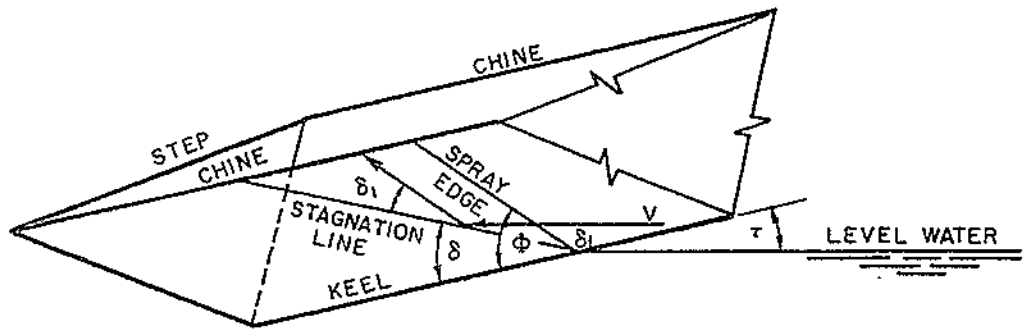 CHINE
STEP
CHINE
SPRAY
EDGE
δ₁
STAGNATION
LINE
V
δ
Φ
δ₁
τ
LEVEL WATER
KEEL